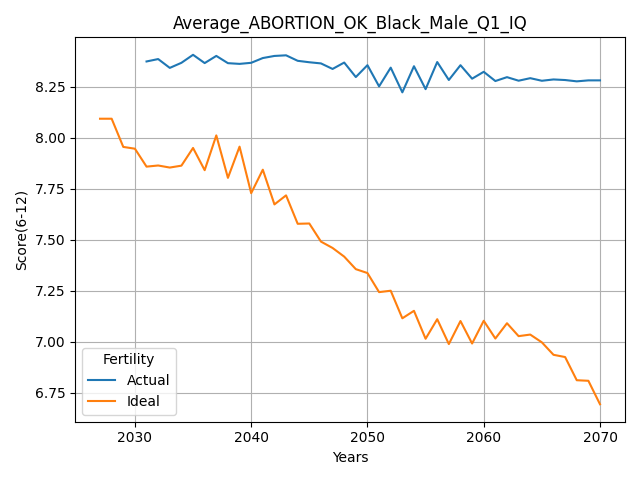 Average_ABORTION_OK_Black_Male_Q1_IQ
Score(6-12)
8.25
8.00
7.75
7.50
7.25
7.00
6.75
Fertility
Actual
Ideal
2030 2040 2050 2060 2070
Years